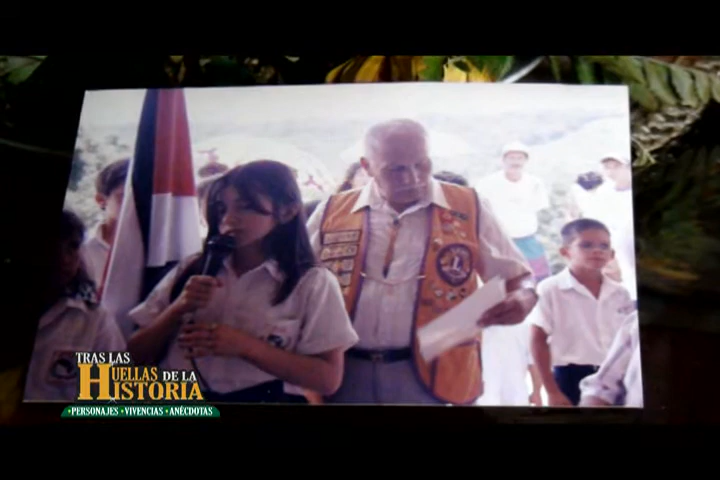 TRAS LAS
HUELLAS DE LA
HISTORIA
• PERSONAJES • VIVENCIAS • ANÉCDOTAS